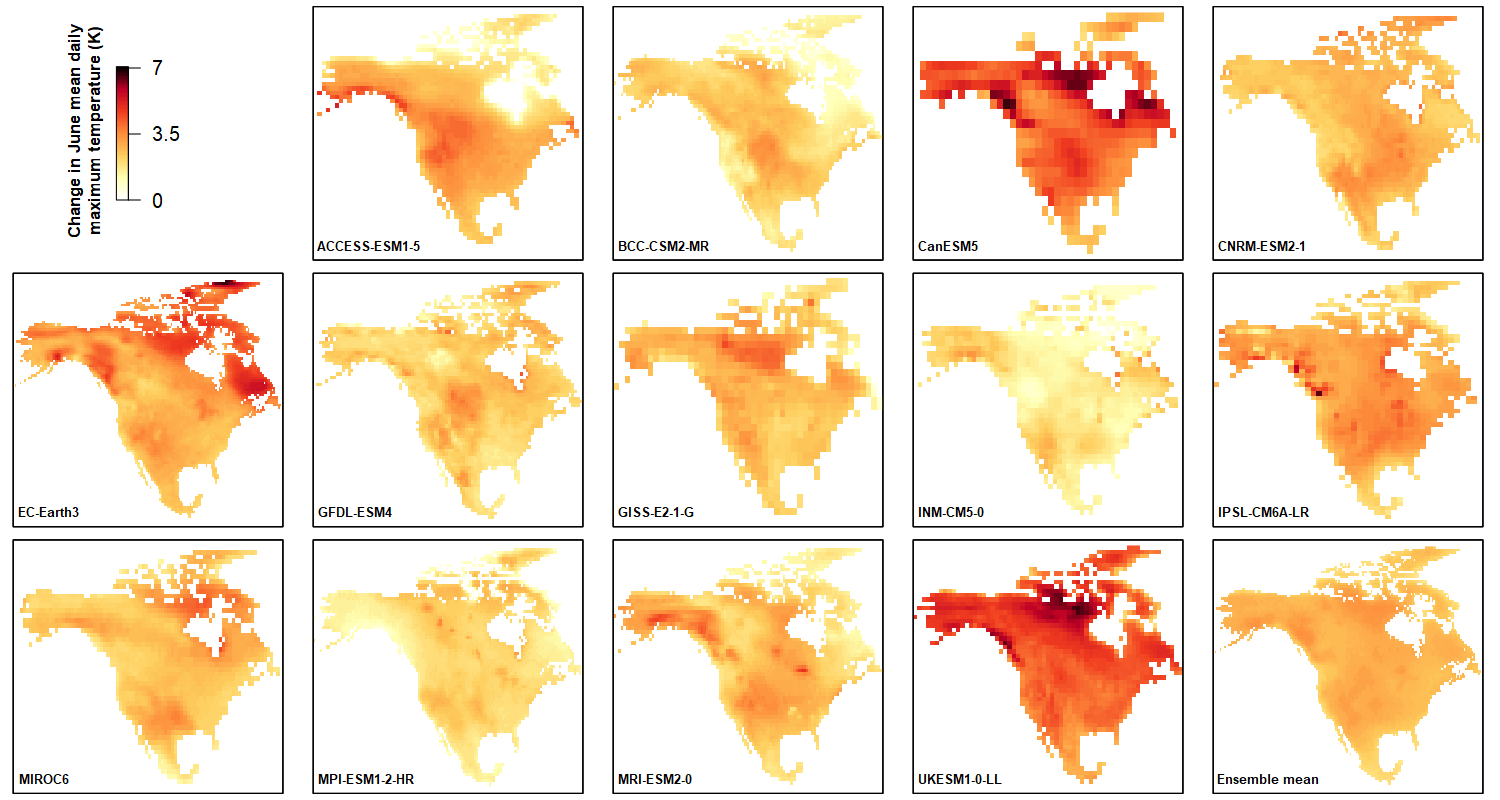 Change in June mean daily
maximum temperature (K)
7
3.5
0
ACCESS-ESM1-5
BCC-CSM2-MR
CanESM5
CNRM-ESM2-1
EC-Earth3
GFDL-ESM4
GISS-E2-1-G
INM-CM5-0
IPSL-CM6A-LR
MIROC6
MPI-ESM1-2-HR
MRI-ESM2-0
UKESM1-0-LL
Ensemble mean